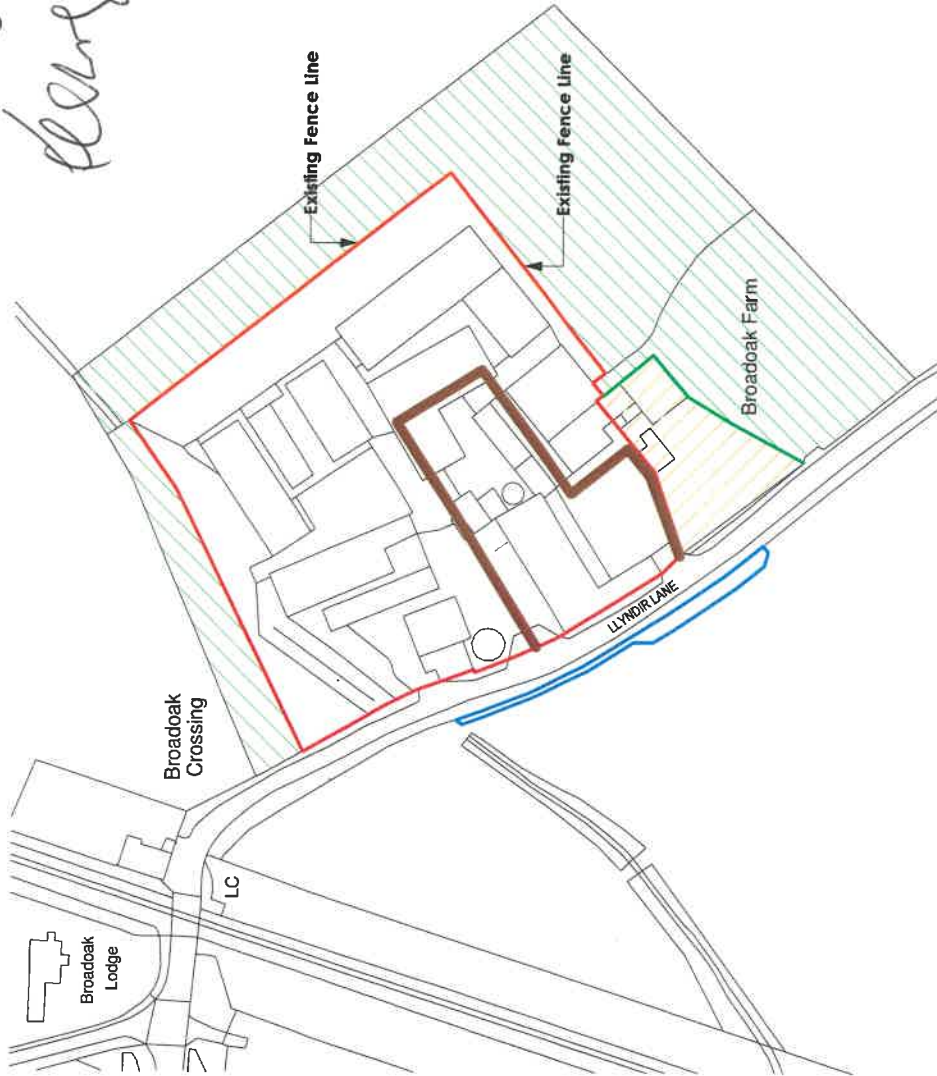 Existing Fence Line
Existing Fence Line
Broadoak Farm
LLYNDIR LANE
Broadoak
Crossing
LC
Broadoak
Lodge